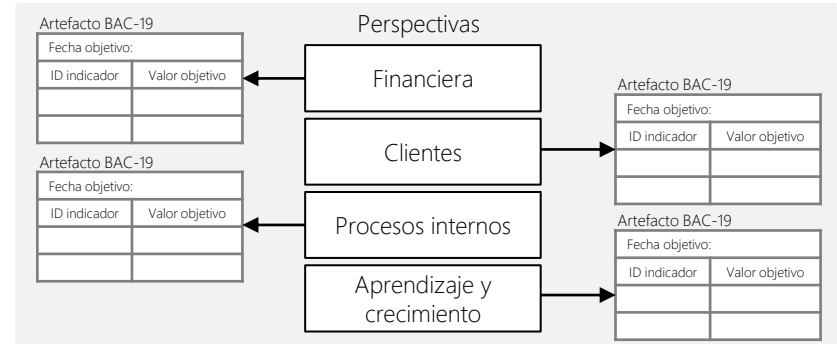 Perspectivas
Artefacto BAC-19
Fecha objetivo:
ID indicador Valor objetivo
Financiera
Artefacto BAC-19
Fecha objetivo:
ID indicador Valor objetivo
Clientes
Artefacto BAC-19
Fecha objetivo:
ID indicador Valor objetivo
Procesos internos
Artefacto BAC-19
Fecha objetivo:
ID indicador Valor objetivo
Aprendizaje y
crecimiento